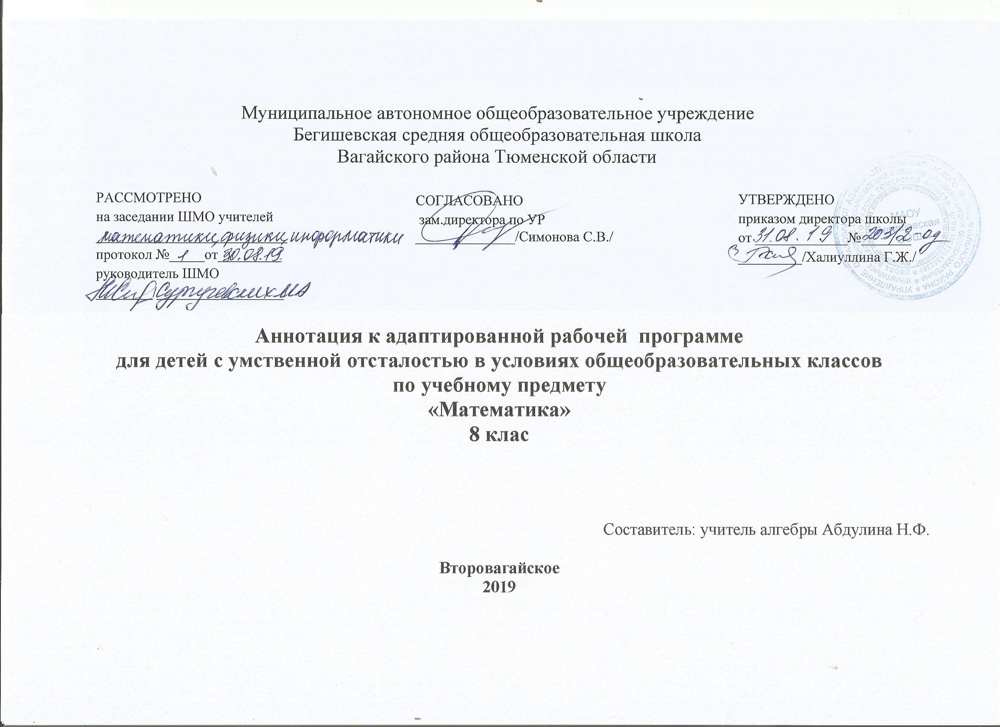 Муниципальное автономное общеобразовательное учреждение
Бегишевская средняя общеобразовательная школа
Вагайского района Тюменской области
РАССМОТРЕНО
на заседании ШМО учителей
математики, физики, информатики
протокол № 1 от 30.08.19
руководитель ШМО
Сургучевских
СОГЛАСОВАНО
зам.директора по УР
/Симонова С.В./
УТВЕРЖДЕНО
приказом директора школы
от 31.08.19 № 203/2-од
/Халиуллина Г.Ж./
МАОУ
Бегишевская
СОШ
Аннотация к адаптированной рабочей программе
для детей с умственной отсталостью в условиях общеобразовательных классов
по учебному предмету
«Математика»
8 клас
Составитель: учитель алгебры Абдулина Н.Ф.
Второвагайское
2019